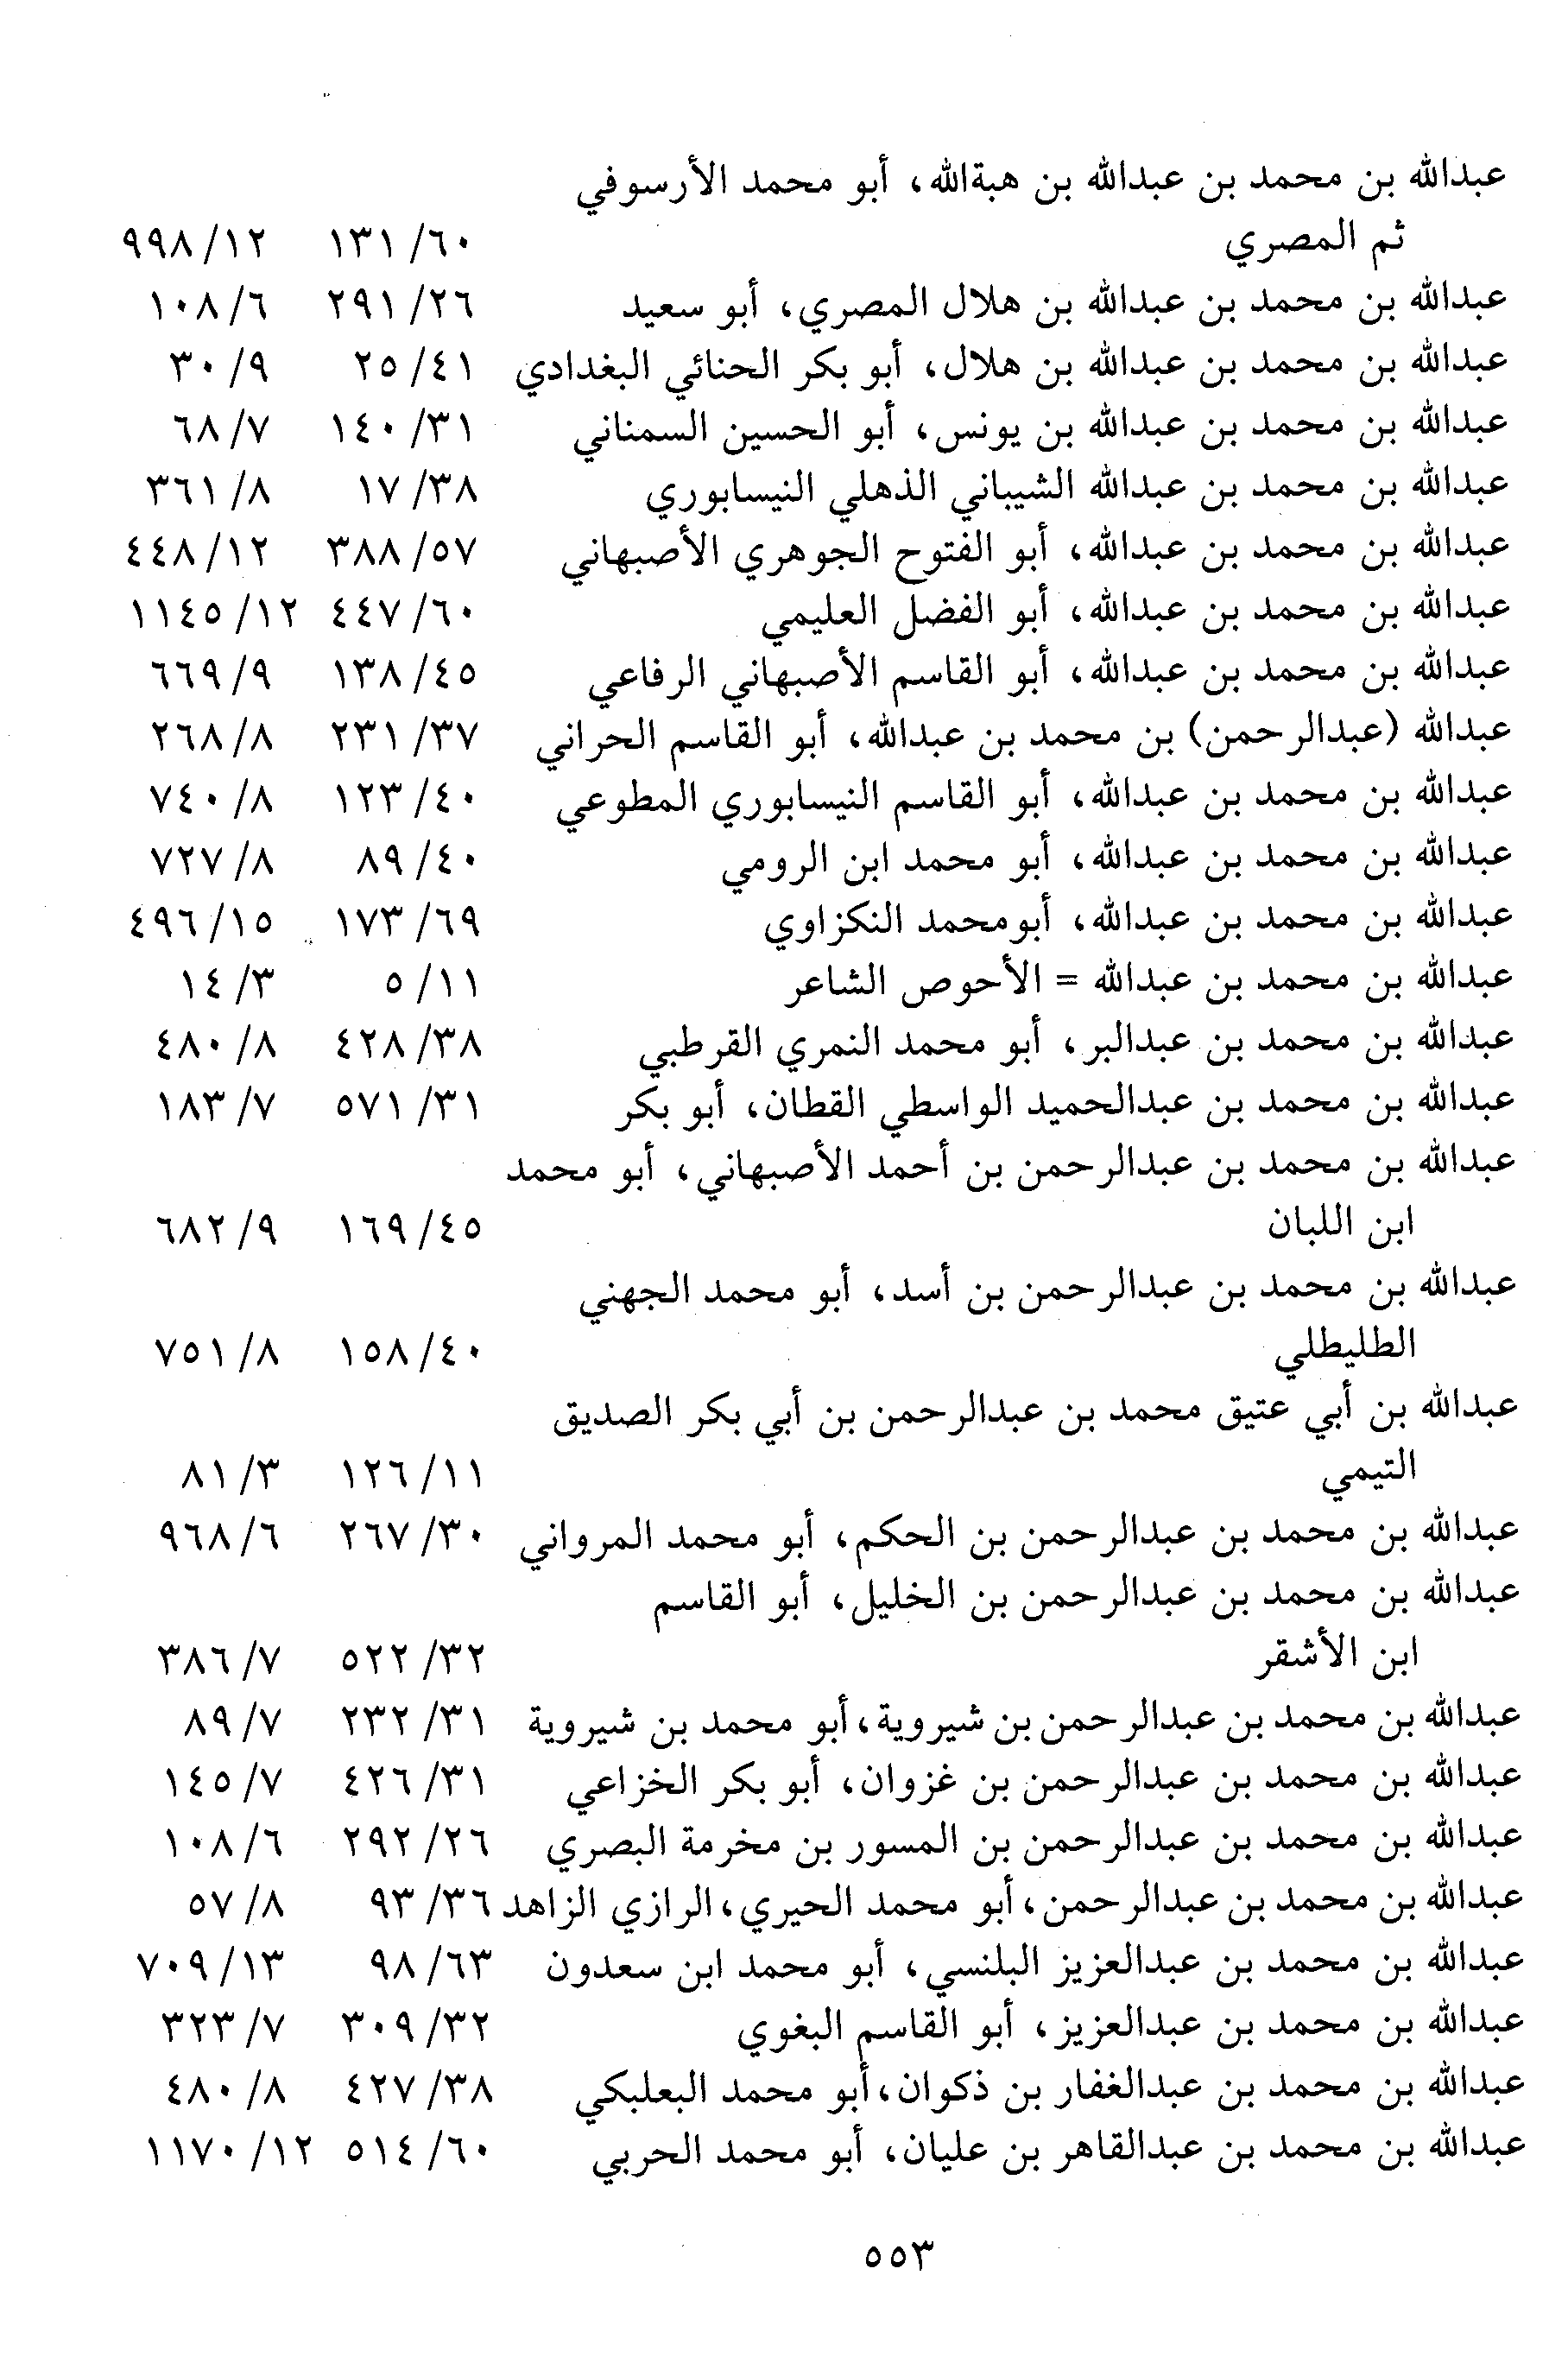 عبدالله بن محمد بن عبدالله بن هبةالله، أبو محمد الأرسوفي
ثم المصري ٦٠/ ١٣١ ١٢/ ٩٩٨
عبدالله بن محمد بن عبدالله بن هلال المصري، أبو سعيد ٢٦/ ٢٩١ ٦/ ١٠٨
عبدالله بن محمد بن عبدالله بن هلال، أبو بكر الحنائي البغدادي ٤١/ ٢٥ ٩/ ٣٠
عبدالله بن محمد بن عبدالله بن يونس، أبو الحسين السمناني ٣١/ ١٤٠ ٧/ ٦٨
عبدالله بن محمد بن عبدالله الشيباني الذهلي النيسابوري ٣٨/ ١٧ ٨/ ٣٦١
عبدالله بن محمد بن عبدالله، أبو الفتوح الجوهري الأصبهاني ٥٧/ ٣٨٨ ١٢/ ٤٤٨
عبدالله بن محمد بن عبدالله، أبو الفضل العليمي ٦٠/ ٤٤٧ ١٢/ ١١٤٥
عبدالله بن محمد بن عبدالله، أبو القاسم الأصبهاني الرفاعي ٤٥/ ١٣٨ ٩/ ٦٦٩
عبدالله (عبدالرحمن) بن محمد بن عبدالله، أبو القاسم الحراني ٣٧/ ٢٣١ ٨/ ٢٦٨
عبدالله بن محمد بن عبدالله، أبو القاسم النيسابوري المطوعي ٤٠/ ١٢٣ ٨/ ٧٤٠
عبدالله بن محمد بن عبدالله، أبو محمد ابن الرومي ٤٠/ ٨٩ ٨/ ٧٢٧
عبدالله بن محمد بن عبدالله، أبومحمد النكزاوي ٦٩/ ١٧٣ ١٥/ ٤٩٦
عبدالله بن محمد بن عبدالله = الأحوص الشاعر ١١/ ٥ ٣/ ١٤
عبدالله بن محمد بن عبدالبر، أبو محمد النمري القرطبي ٣٨/ ٤٢٨ ٨/ ٤٨٠
عبدالله بن محمد بن عبدالحميد الواسطي القطان، أبو بكر ٣١/ ٥٧١ ٧/ ١٨٣
عبدالله بن محمد بن عبدالرحمن بن أحمد الأصبهاني، أبو محمد
ابن اللبان ٤٥/ ١٦٩ ٩/ ٦٨٢
عبدالله بن محمد بن عبدالرحمن بن أسد، أبو محمد الجهني
الطليطلي ٤٠/ ١٥٨ ٨/ ٧٥١
عبدالله بن أبي عتيق محمد بن عبدالرحمن بن أبي بكر الصديق
التيمي ١١/ ١٢٦ ٣/ ٨١
عبدالله بن محمد بن عبدالرحمن بن الحكم، أبو محمد المرواني ٣٠/ ٢٦٧ ٦/ ٩٦٨
عبدالله بن محمد بن عبدالرحمن بن الخليل، أبو القاسم
ابن الأشقر ٣٢/ ٥٢٢ ٧/ ٣٨٦
عبدالله بن محمد بن عبدالرحمن بن شيروية، أبو محمد بن شيروية ٣١/ ٢٣٢ ٧/ ٨٩
عبدالله بن محمد بن عبدالرحمن بن غزوان، أبو بكر الخزاعي ٣١/ ٤٢٦ ٧/ ١٤٥
عبدالله بن محمد بن عبدالرحمن بن المسور بن مخرمة البصري ٢٦/ ٢٩٢ ٦/ ١٠٨
عبدالله بن محمد بن عبدالرحمن، أبو محمد الحيري، الرازي الزاهد ٣٦/ ٩٣ ٨/ ٥٧
عبدالله بن محمد بن عبدالعزيز البلنسي، أبو محمد ابن سعدون ٦٣/ ٩٨ ١٣/ ٧٠٩
عبدالله بن محمد بن عبدالعزيز، أبو القاسم البغوي ٣٢/ ٣٠٩ ٧/ ٣٢٣
عبدالله بن محمد بن عبدالغفار بن ذكوان، أبو محمد البعلبكي ٣٨/ ٤٢٧ ٨/ ٤٨٠
عبدالله بن محمد بن عبدالقاهر بن عليان، أبو محمد الحربي ٦٠/ ٥١٤ ١٢/ ١١٧٠
٥٥٣